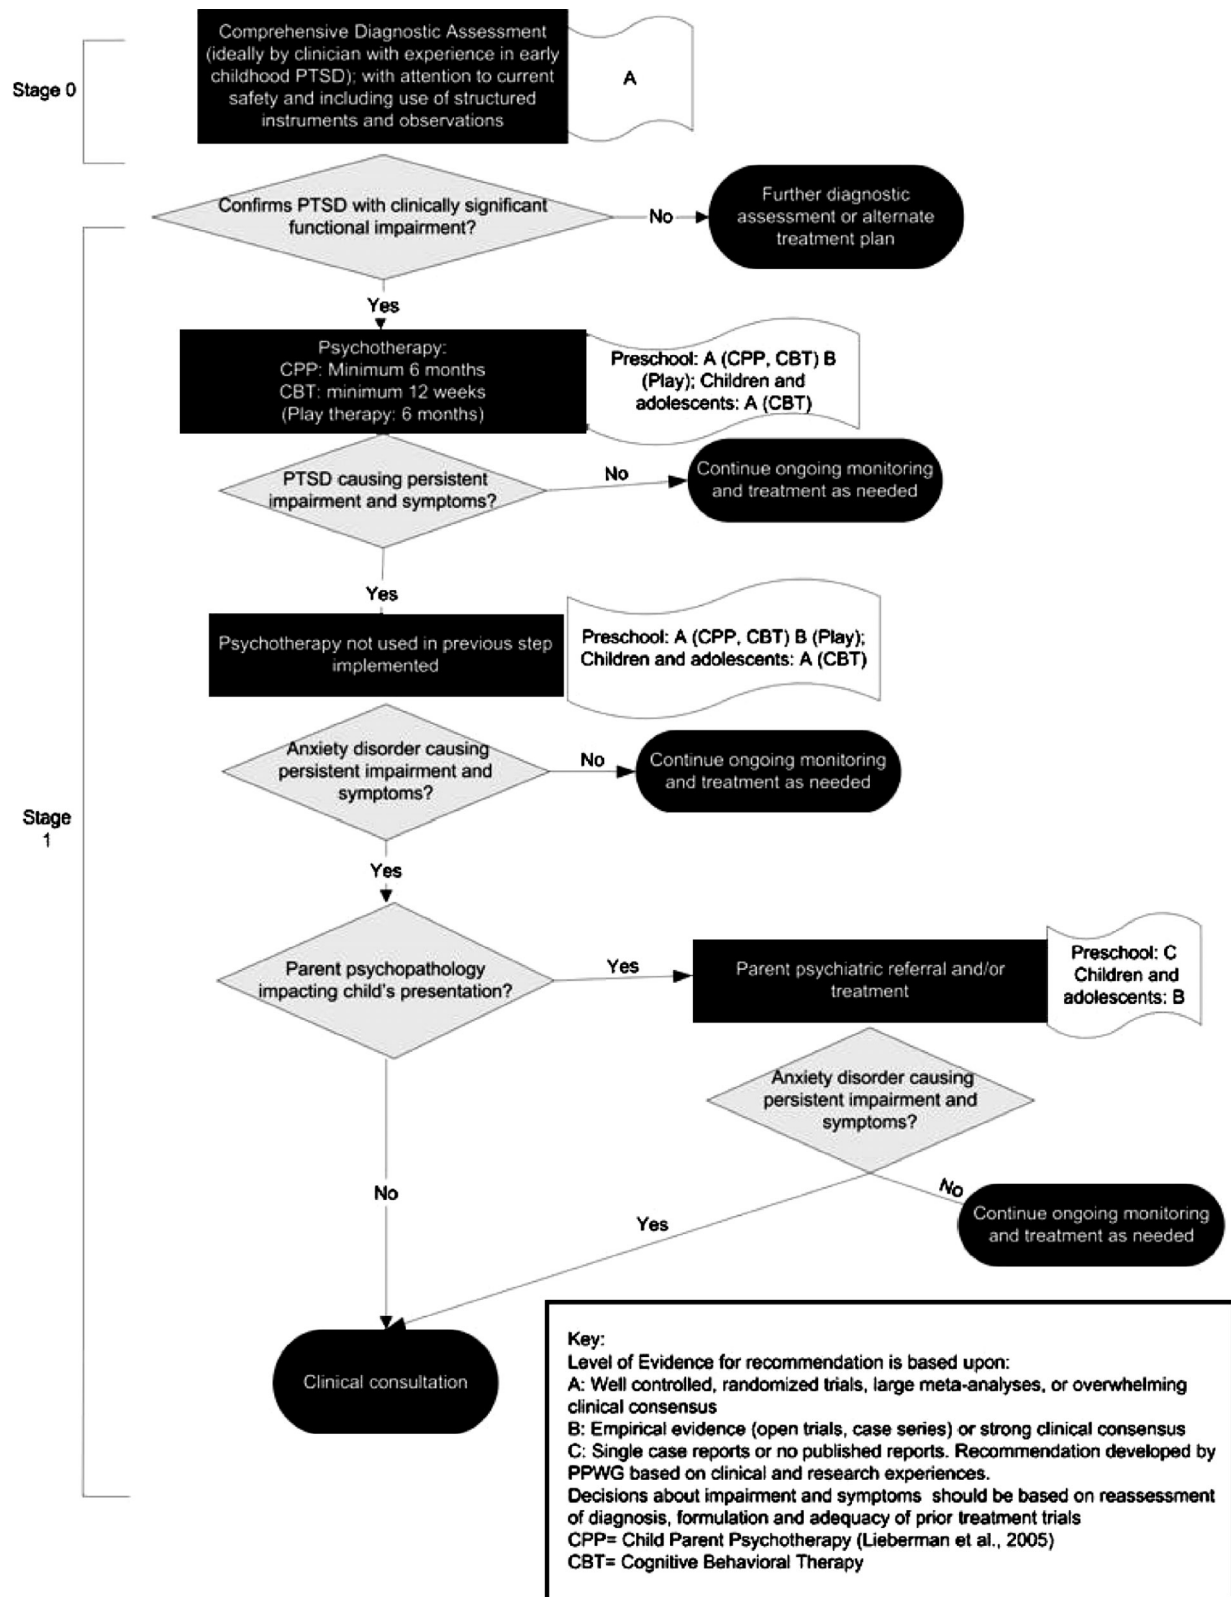 Comprehensive Diagnostic Assessment
(ideally by clinician with experience in early
childhood PTSD); with attention to current
safety and including use of structured
instruments and observations
A
Stage 0
Confirms PTSD with clinically significant
functional impairment?
No
Further diagnostic
assessment or alternate
treatment plan
Yes
Psychotherapy:
CPP: Minimum 6 months
CBT: minimum 12 weeks
(Play therapy: 6 months)
Preschool: A (CPP, CBT) B
(Play); Children and
adolescents: A (CBT)
PTSD causing persistent
impairment and symptoms?
No
Continue ongoing monitoring
and treatment as needed
Yes
Psychotherapy not used in previous step
implemented
Preschool: A (CPP, CBT) B (Play);
Children and adolescents: A (CBT)
Anxiety disorder causing
persistent impairment and
symptoms?
No
Continue ongoing monitoring
and treatment as needed
Stage
1
Yes
Parent psychopathology
impacting child's presentation?
Yes
Parent psychiatric referral and/or
treatment
Preschool: C
Children and
adolescents: B
Anxiety disorder causing
persistent impairment and
symptoms?
No
No
Yes
Continue ongoing monitoring
and treatment as needed
Clinical consultation
Key:
Level of Evidence for recommendation is based upon:
A: Well controlled, randomized trials, large meta-analyses, or overwhelming
clinical consensus
B: Empirical evidence (open trials, case series) or strong clinical consensus
C: Single case reports or no published reports. Recommendation developed by
PPWG based on clinical and research experiences.
Decisions about impairment and symptoms should be based on reassessment
of diagnosis, formulation and adequacy of prior treatment trials
CPP= Child Parent Psychotherapy (Lieberman et al., 2005)
CBT= Cognitive Behavioral Therapy